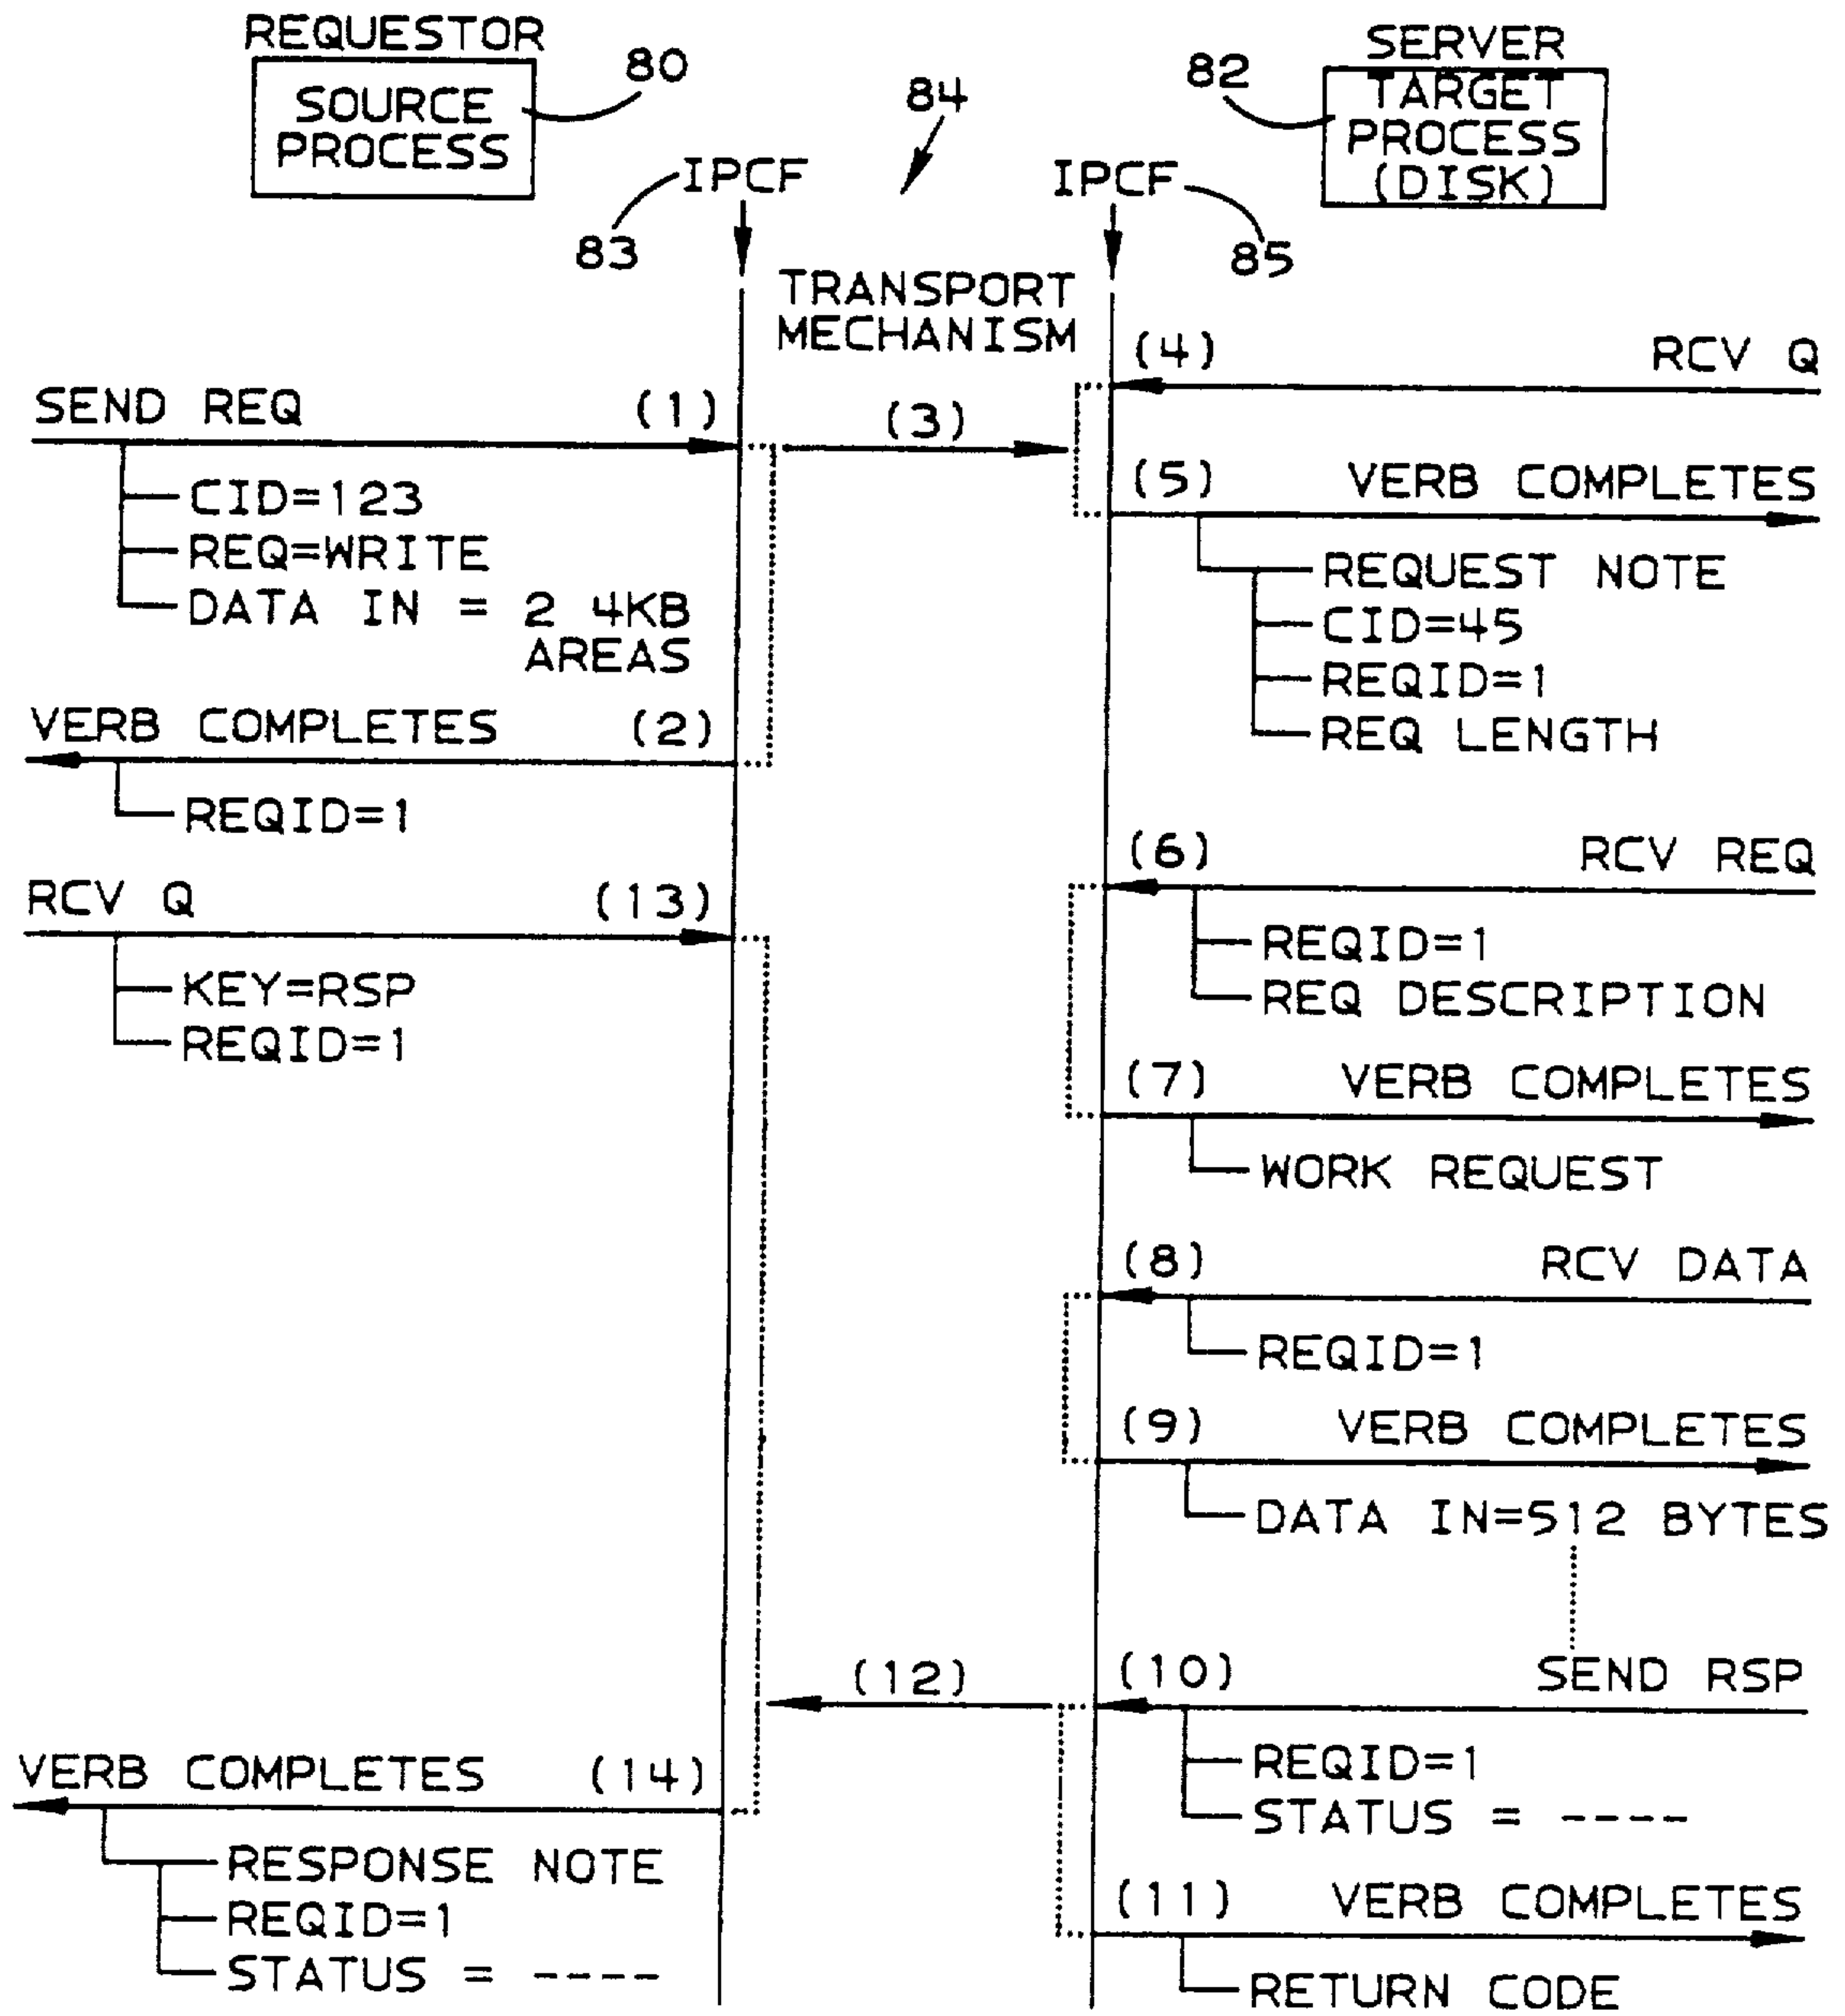 REQUESTOR
SOURCE
PROCESS
80
84
82
SERVER
TARGET
PROCESS
(DISK)
IPCF
83
IPCF
85
TRANSPORT
MECHANISM
(4) RCV Q
SEND REQ (1)
(3)
CID=123
REQ=WRITE
DATA IN = 2 4KB
AREAS
(5) VERB COMPLETES
REQUEST NOTE
CID=45
REQID=1
REQ LENGTH
VERB COMPLETES (2)
REQID=1
(6) RCV REQ
REQID=1
REQ DESCRIPTION
RCV Q (13)
KEY=RSP
REQID=1
(7) VERB COMPLETES
WORK REQUEST
(8) RCV DATA
REQID=1
(9) VERB COMPLETES
DATA IN=512 BYTES
(12)
(10) SEND RSP
REQID=1
STATUS = ----
VERB COMPLETES (14)
RESPONSE NOTE
REQID=1
STATUS = ----
(11) VERB COMPLETES
RETURN CODE